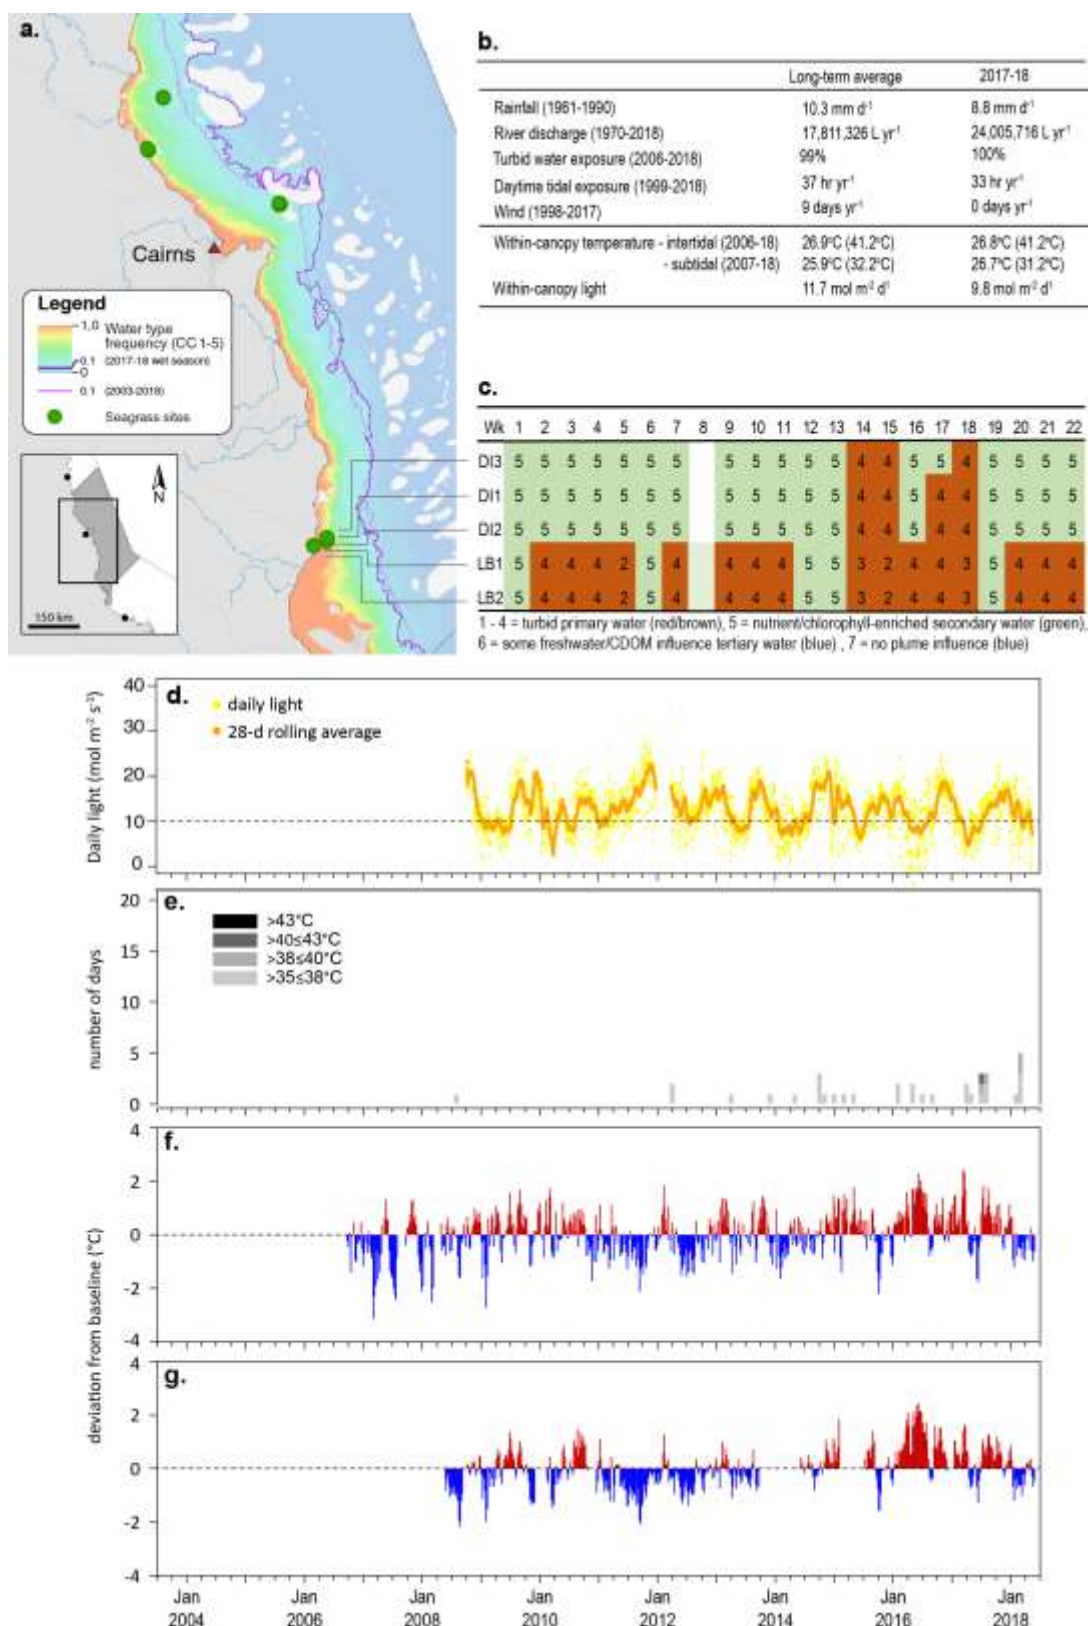 a.
Cairns
Legend
1.0 Water type
frequency (CC 1-5)
0.1 (2017-18 wet season)
0
0.1 (2003-2018)
Seagrass sites
N
150 km
b.
Long-term average 2017-18
Rainfall (1961-1990) 10.3 mm d-1 8.8 mm d-1
River discharge (1970-2018) 17,811,326 L yr-1 24,005,716 L yr-1
Turbid water exposure (2006-2018) 99% 100%
Daytime tidal exposure (1999-2018) 37 hr yr-1 33 hr yr-1
Wind (1998-2017) 9 days yr-1 0 days yr-1
Within-canopy temperature - intertidal (2006-18) 26.9ºC (41.2ºC) 26.8ºC (41.2ºC)
- subtidal (2007-18) 25.9ºC (32.2ºC) 26.7ºC (31.2ºC)
Within-canopy light 11.7 mol m-2 d1 9.8 mol m-2 d1
c.
Wk 1 2 3 4 5 6 7 8 9 10 11 12 13 14 15 16 17 18 19 20 21 22
DI3 5 5 5 5 5 5 5 5 5 5 5 5 4 4 5 5 4 5 5 5 5
DI1 5 5 5 5 5 5 5 5 5 5 5 5 4 4 5 4 4 5 5 5 5
DI2 5 5 5 5 5 5 5 5 5 5 5 5 4 4 5 4 4 5 5 5 5
LB1 5 4 4 4 2 5 4 4 4 4 5 5 3 2 4 4 3 5 4 4 4
LB2 5 4 4 4 2 5 4 4 4 4 5 5 3 2 4 4 3 5 4 4 4
1 - 4 = turbid primary water (red/brown), 5 = nutrient/chlorophyll-enriched secondary water (green),
6 = some freshwater/CDOM influence tertiary water (blue) , 7 = no plume influence (blue)
d.
daily light
28-d rolling average
Daily light (mol m-2 s-1)
40
30
20
10
0
e.
>43°C
>40≤43°C
>38≤40°C
>35≤38°C
number of days
20
15
10
5
0
f.
deviation from baseline (°C)
4
2
0
-2
-4
g.
4
2
0
-2
-4
Jan Jan Jan Jan Jan Jan Jan Jan
2004 2006 2008 2010 2012 2014 2016 2018